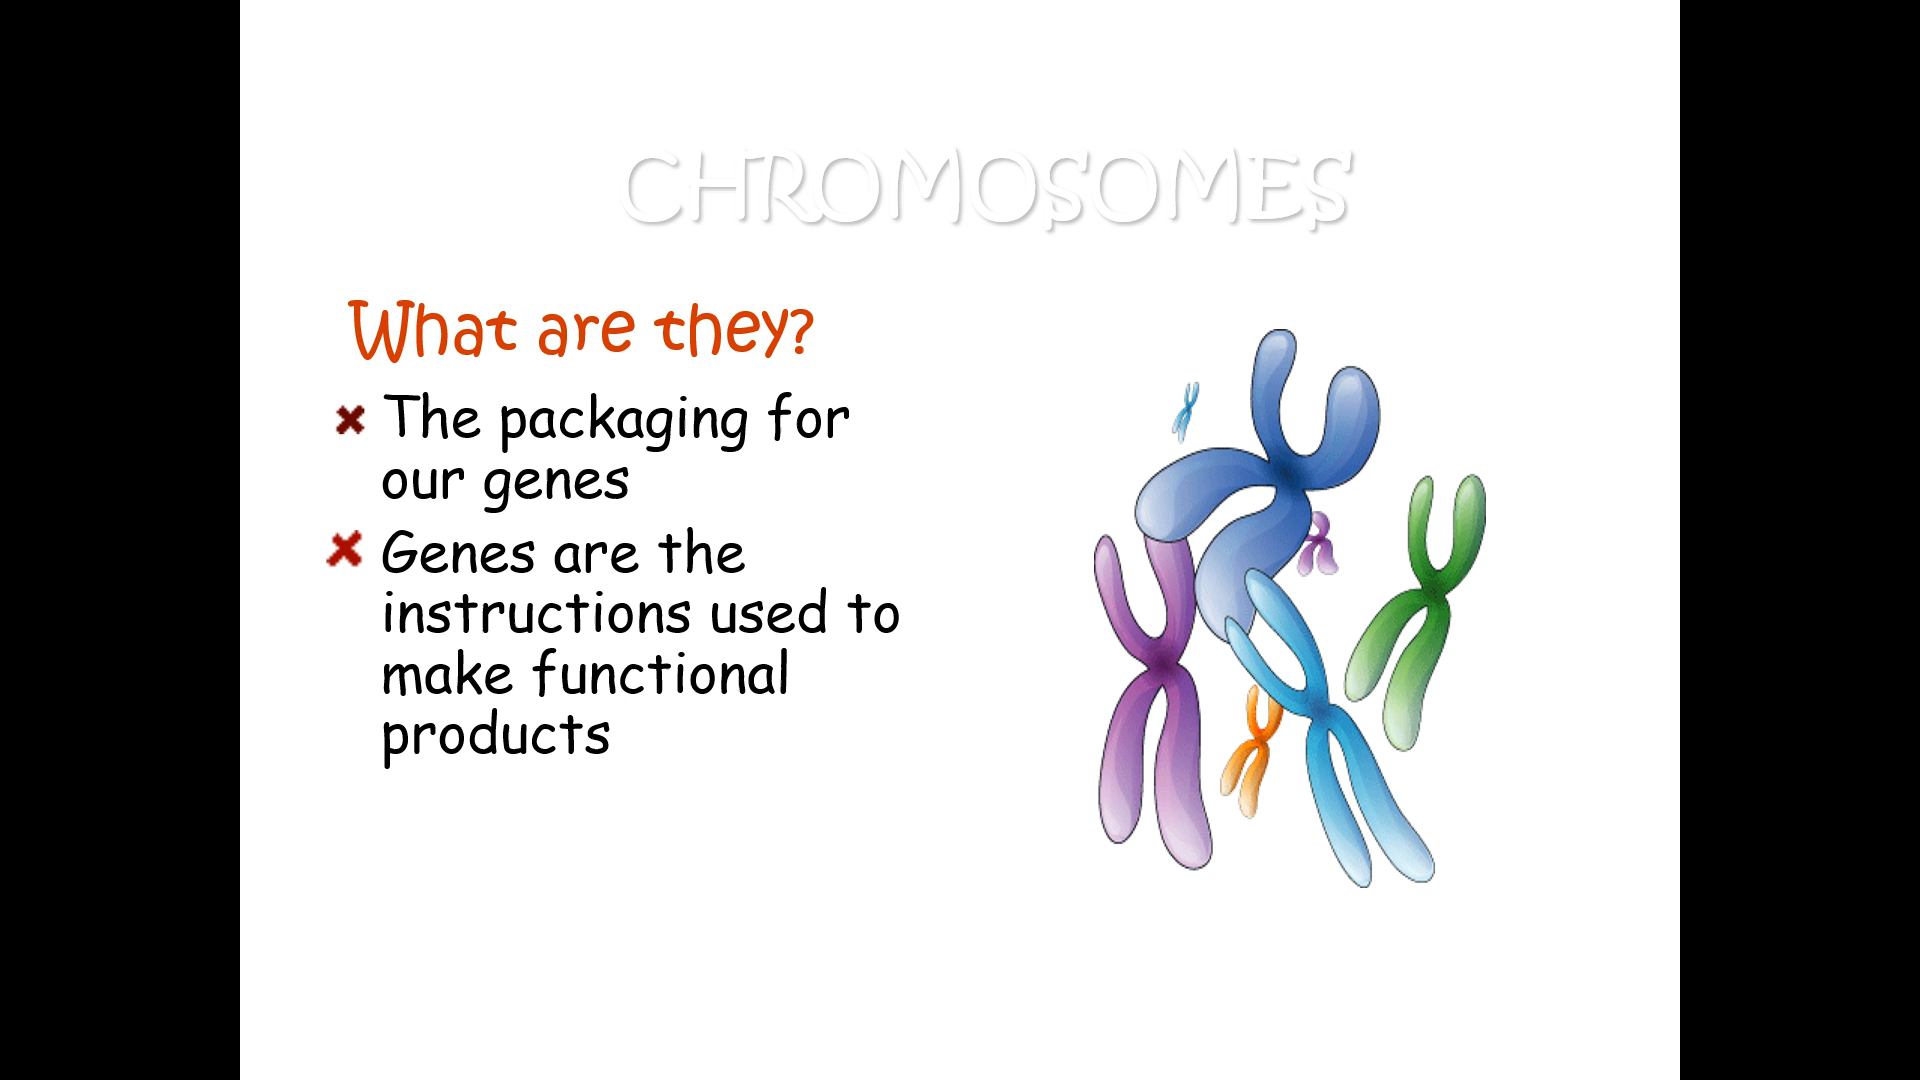 CHROMOSOMES
What are they?
The packaging for
our genes
Genes are the
instructions used to
make functional
products